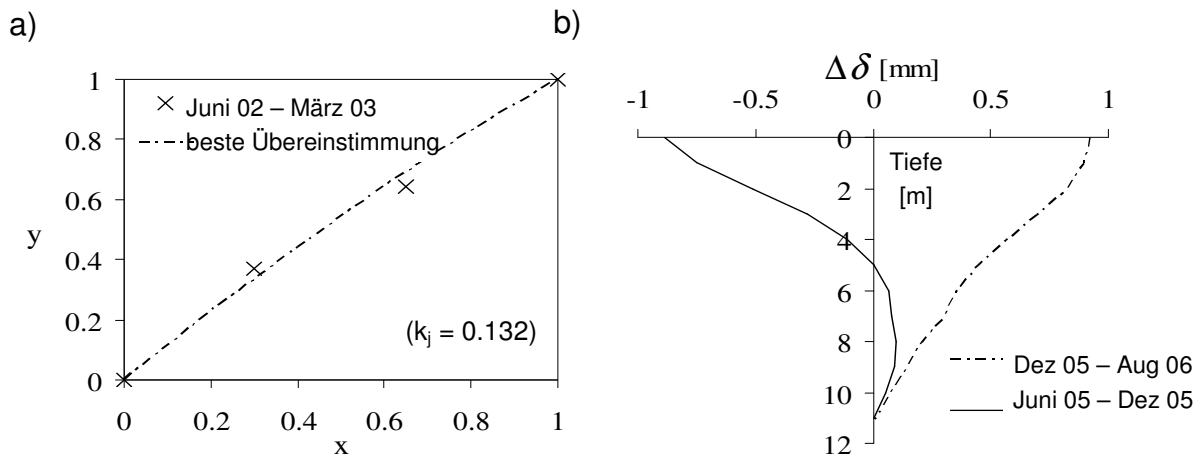 a)
1
0.8
0.6
0.4
0.2
0
y
Juni 02 – März 03
beste Übereinstimmung
(kj = 0.132)
0
0.2
0.4
0.6
0.8
1
x
b)
Δδ [mm]
-1
-0.5
0
0.5
1
0
2
4
6
8
10
12
Tiefe
[m]
Dez 05 – Aug 06
Juni 05 – Dez 05